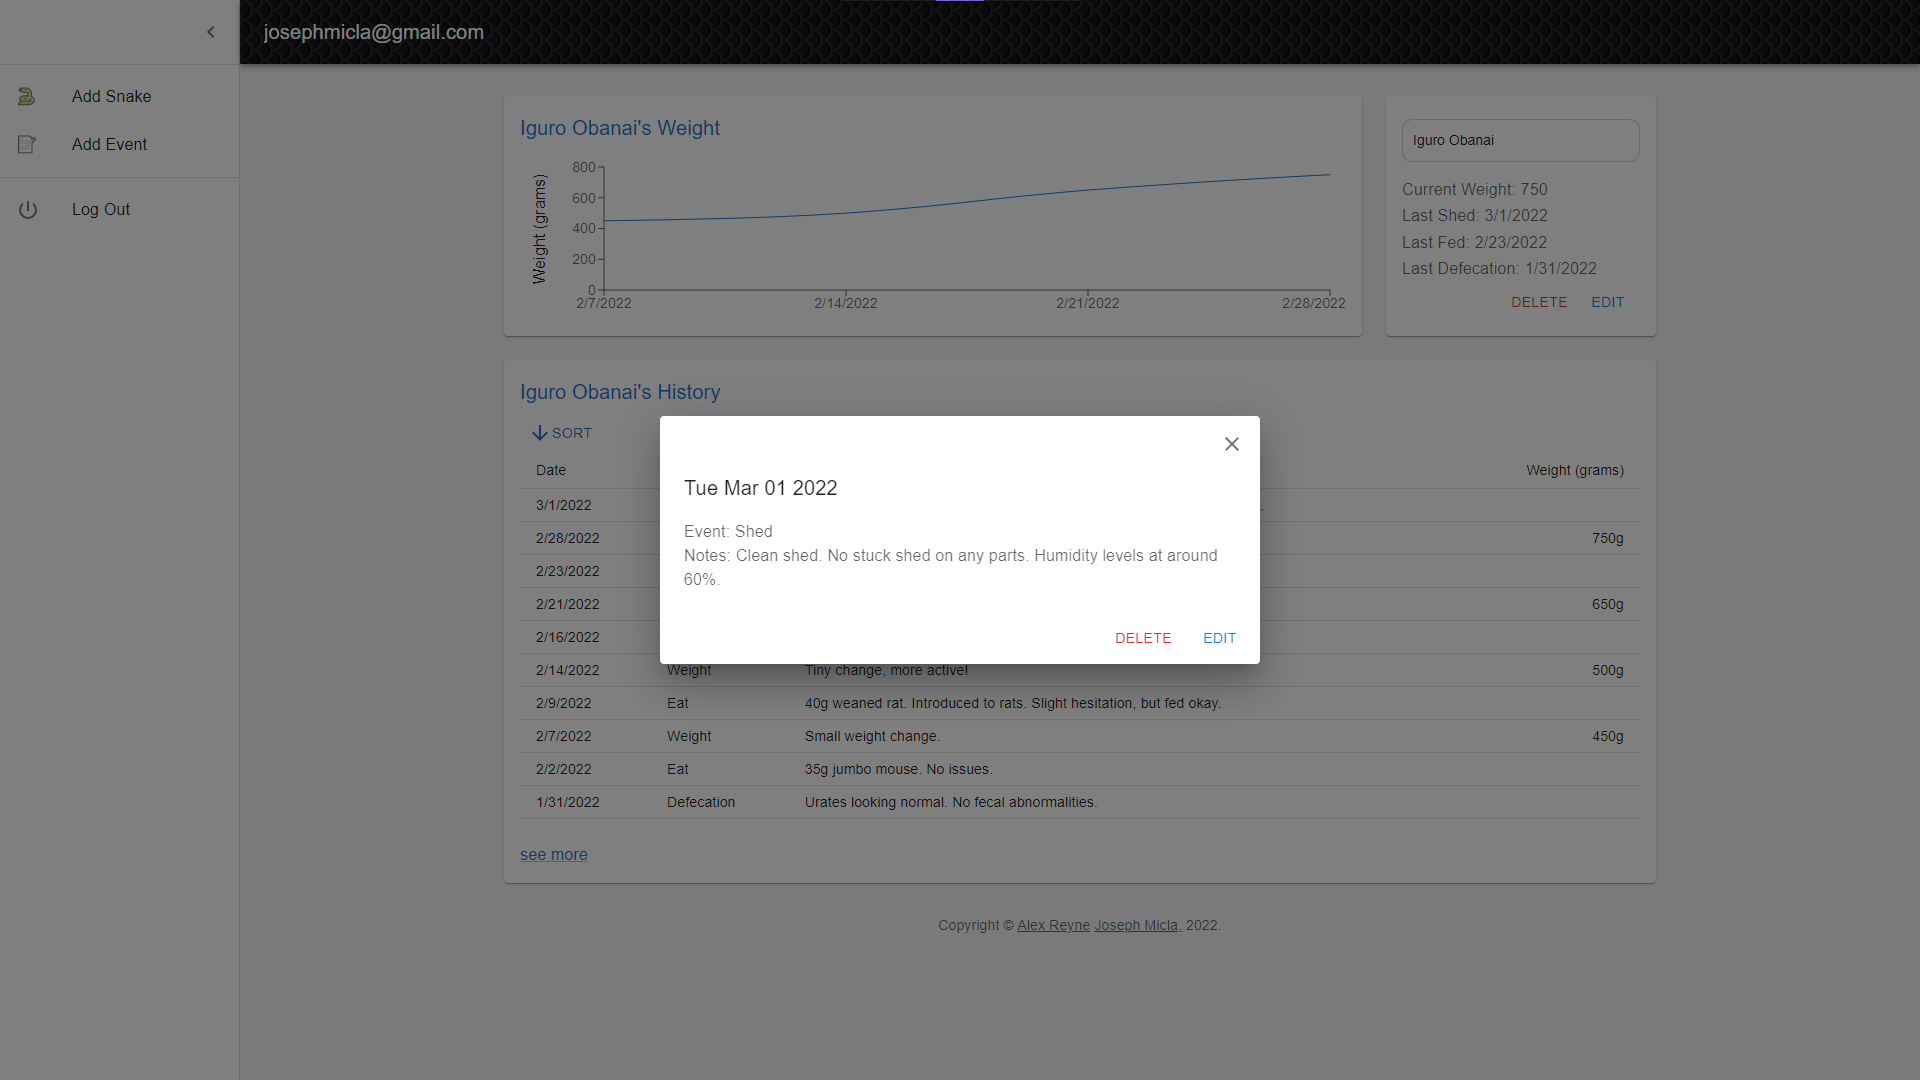 josephmicla@gmail.com
Add Snake
Add Event
Log Out
Iguro Obanai's Weight
Weight (grams)
800
600
400
200
0
2/7/2022 2/14/2022 2/21/2022 2/28/2022
Iguro Obanai
Current Weight: 750
Last Shed: 3/1/2022
Last Fed: 2/23/2022
Last Defecation: 1/31/2022
DELETE EDIT
Iguro Obanai's History
SORT
Date Weight (grams)
3/1/2022
2/28/2022 750g
2/23/2022
2/21/2022 650g
2/16/2022
2/14/2022 Weight Tiny change, more active! 500g
2/9/2022 Eat 40g weaned rat. Introduced to rats. Slight hesitation, but fed okay.
2/7/2022 Weight Small weight change. 450g
2/2/2022 Eat 35g jumbo mouse. No issues.
1/31/2022 Defecation Urates looking normal. No fecal abnormalities.
see more
Tue Mar 01 2022
Event: Shed
Notes: Clean shed. No stuck shed on any parts. Humidity levels at around
60%.
DELETE EDIT
Copyright © Alex Reyne Joseph Micla, 2022.